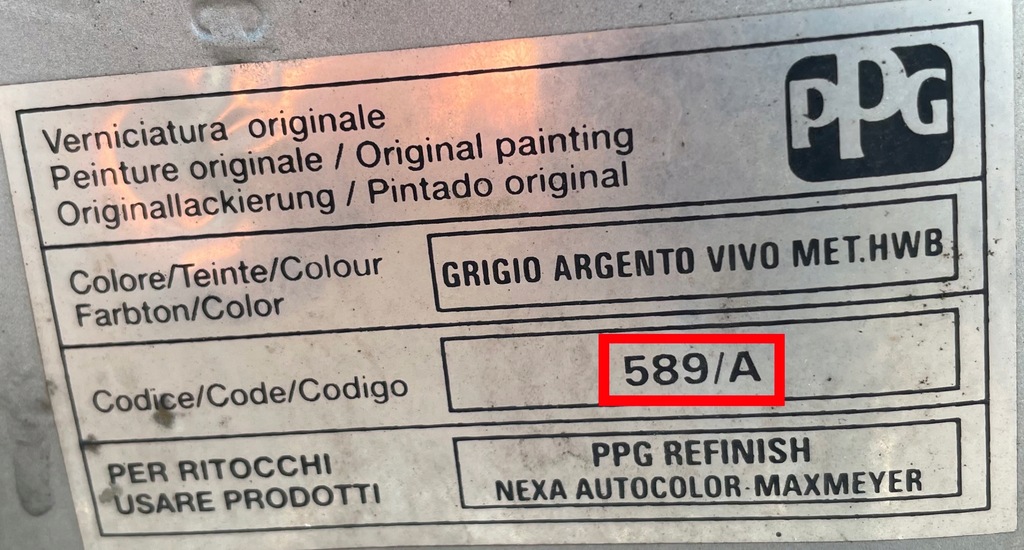 PPG
Verniciatura originale
Peinture originale / Original painting
Originallackierung / Pintado original
Colore/Teinte/Colour
Farbton/Color
GRIGIO ARGENTO VIVO MET.HWB
Codice/Code/Codigo
589/A
PER RITOCCHI
USARE PRODOTTI
PPG REFINISH
NEXA AUTOCOLOR-MAXMEYER